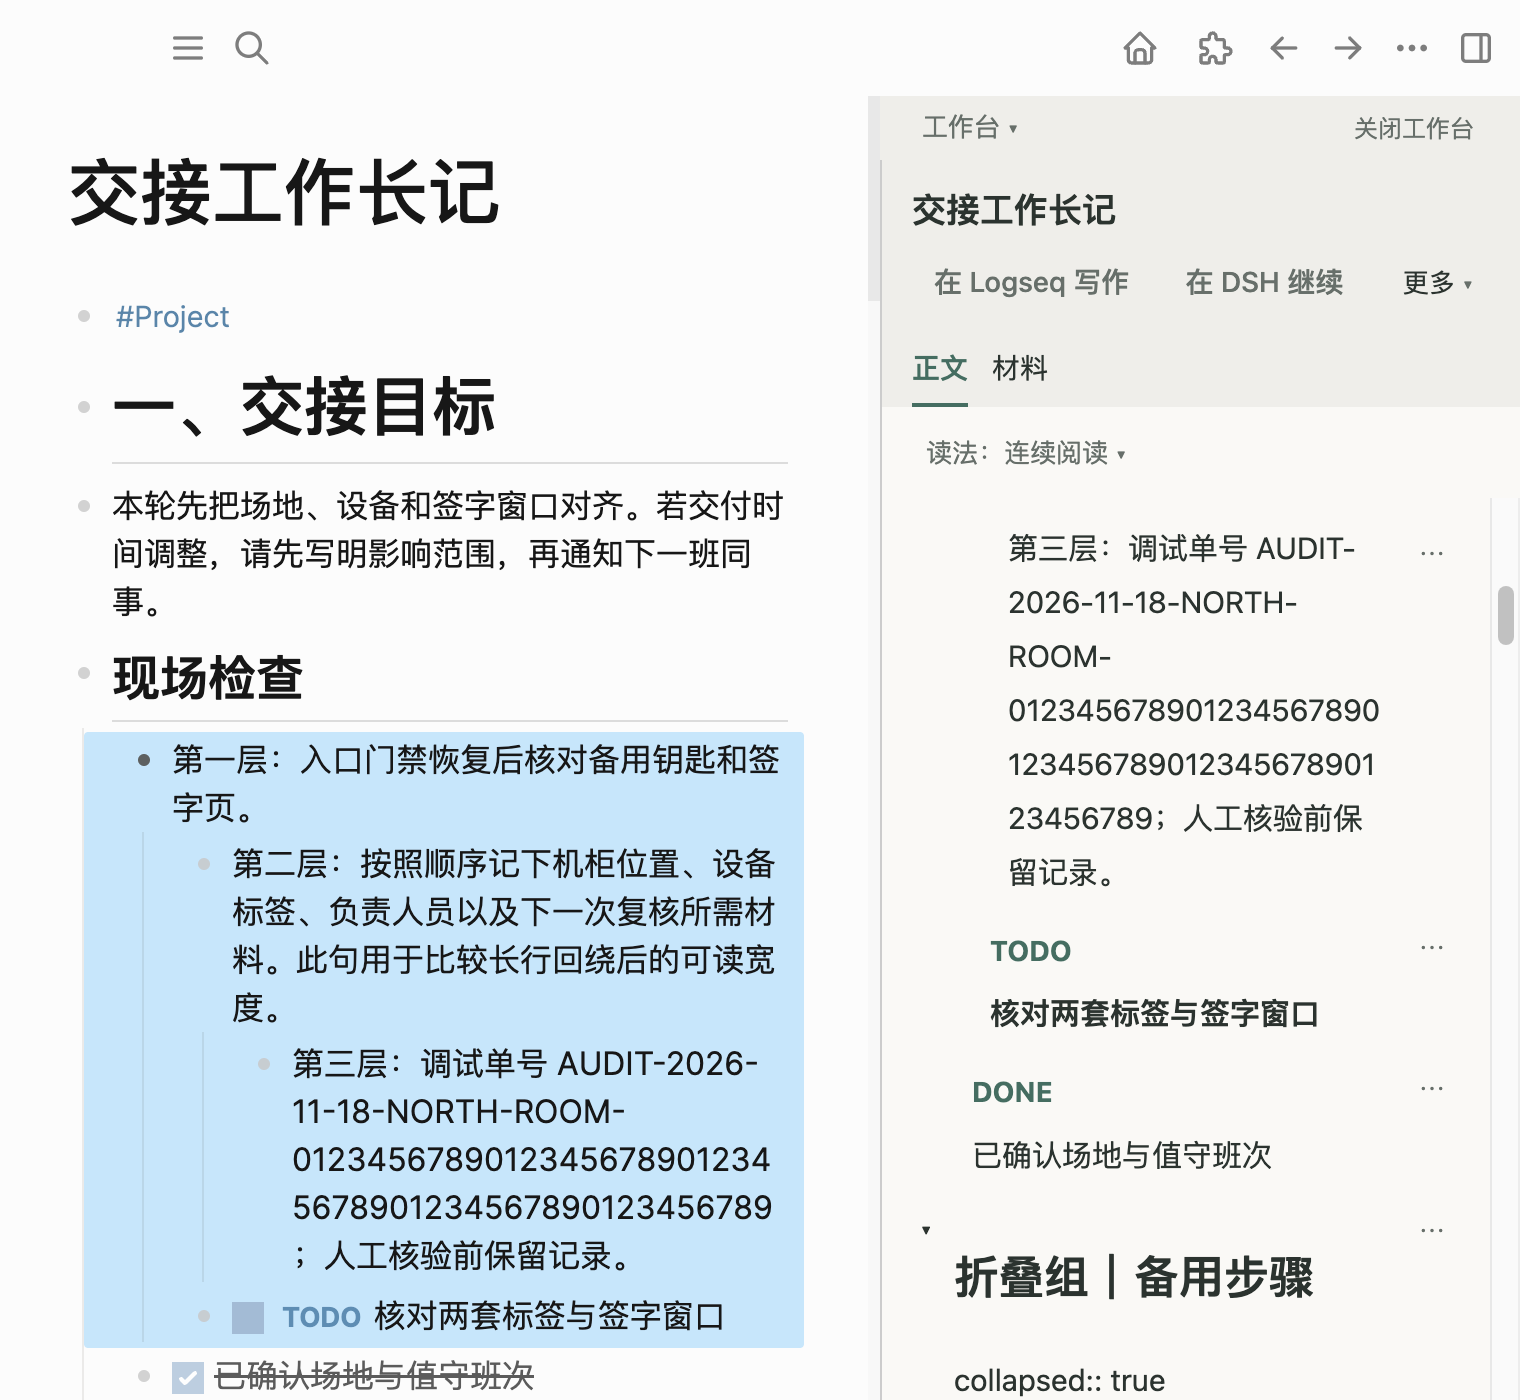 交接工作长记
#Project
一、交接目标
本轮先把场地、设备和签字窗口对齐。若交付时
间调整，请先写明影响范围，再通知下一班同
事。
现场检查
第一层：入口门禁恢复后核对备用钥匙和签
字页。
第二层：按照顺序记下机柜位置、设备
标签、负责人员以及下一次复核所需材
料。此句用于比较长行回绕后的可读宽
度。
第三层：调试单号 AUDIT-2026-
11-18-NORTH-ROOM-
0123456789012345678901234
5678901234567890123456789
；人工核验前保留记录。
TODO 核对两套标签与签字窗口
已确认场地与值守班次
工作台 ▾
关闭工作台
交接工作长记
在 Logseq 写作 在 DSH 继续 更多 ▾
正文 材料
读法：连续阅读 ▾
第三层：调试单号 AUDIT-
2026-11-18-NORTH-
ROOM-
012345678901234567890
123456789012345678901
23456789；人工核验前保
留记录。
TODO
核对两套标签与签字窗口
DONE
已确认场地与值守班次
折叠组｜备用步骤
collapsed:: true